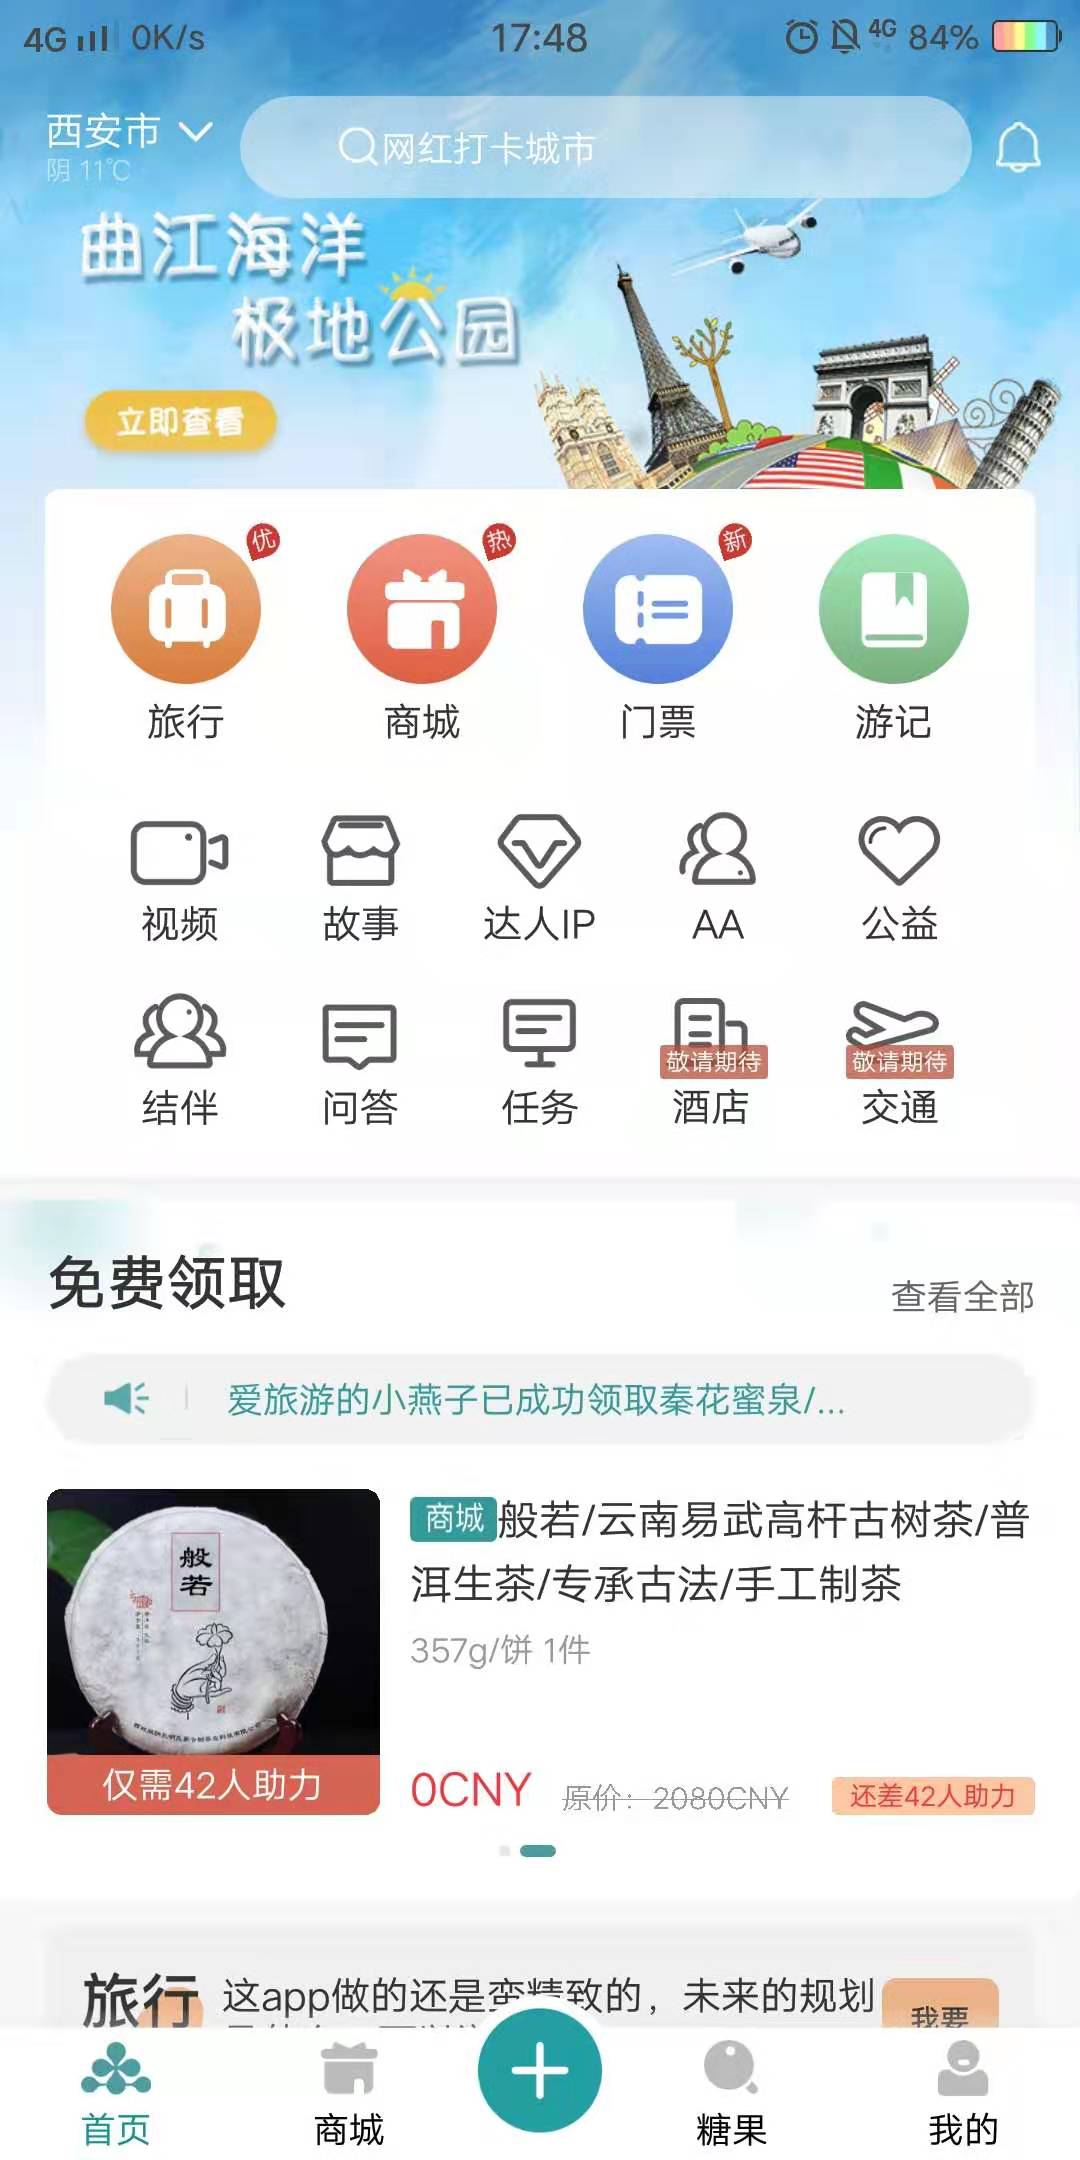 4G 0K/s 17:48 4G 84%
西安市
阴 11℃
网红打卡城市
曲江海洋
极地公园
立即查看
优 热 新
旅行 商城 门票 游记
视频 故事 达人IP AA 公益
敬请期待 敬请期待
结伴 问答 任务 酒店 交通
免费领取 查看全部
爱旅游的小燕子已成功领取秦花蜜泉/...
般若
商城 般若/云南易武高杆古树茶/普
洱生茶/专承古法/手工制茶
357g/饼 1件
仅需42人助力
0CNY 原价：2080CNY 还差42人助力
旅行 这app做的还是蛮精致的，未来的规划 我要
首页 商城 糖果 我的